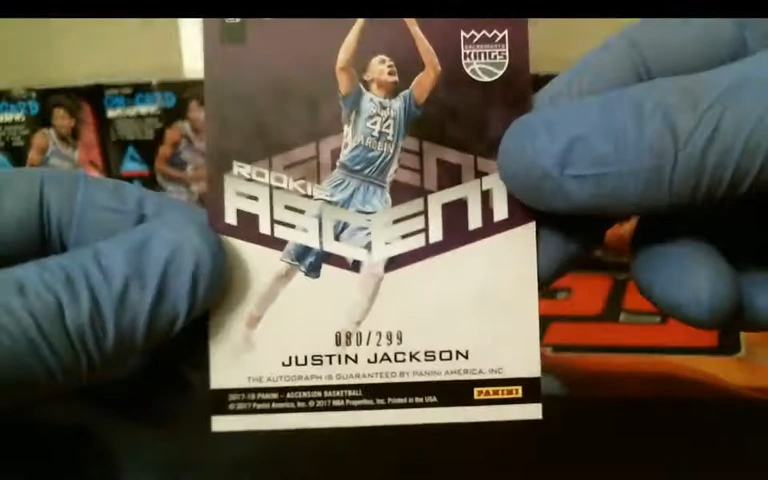 SACRAMENTO
KINGS
44
ROOKIE
ASCENT
080/299
JUSTIN JACKSON
THE AUTOGRAPH IS GUARANTEED BY PANINI AMERICA, INC.
2017-18 PANINI – ASCENSION BASKETBALL
© 2017 Panini America, Inc. © 2017 NBA Properties, Inc. Printed in the USA.
PANINI